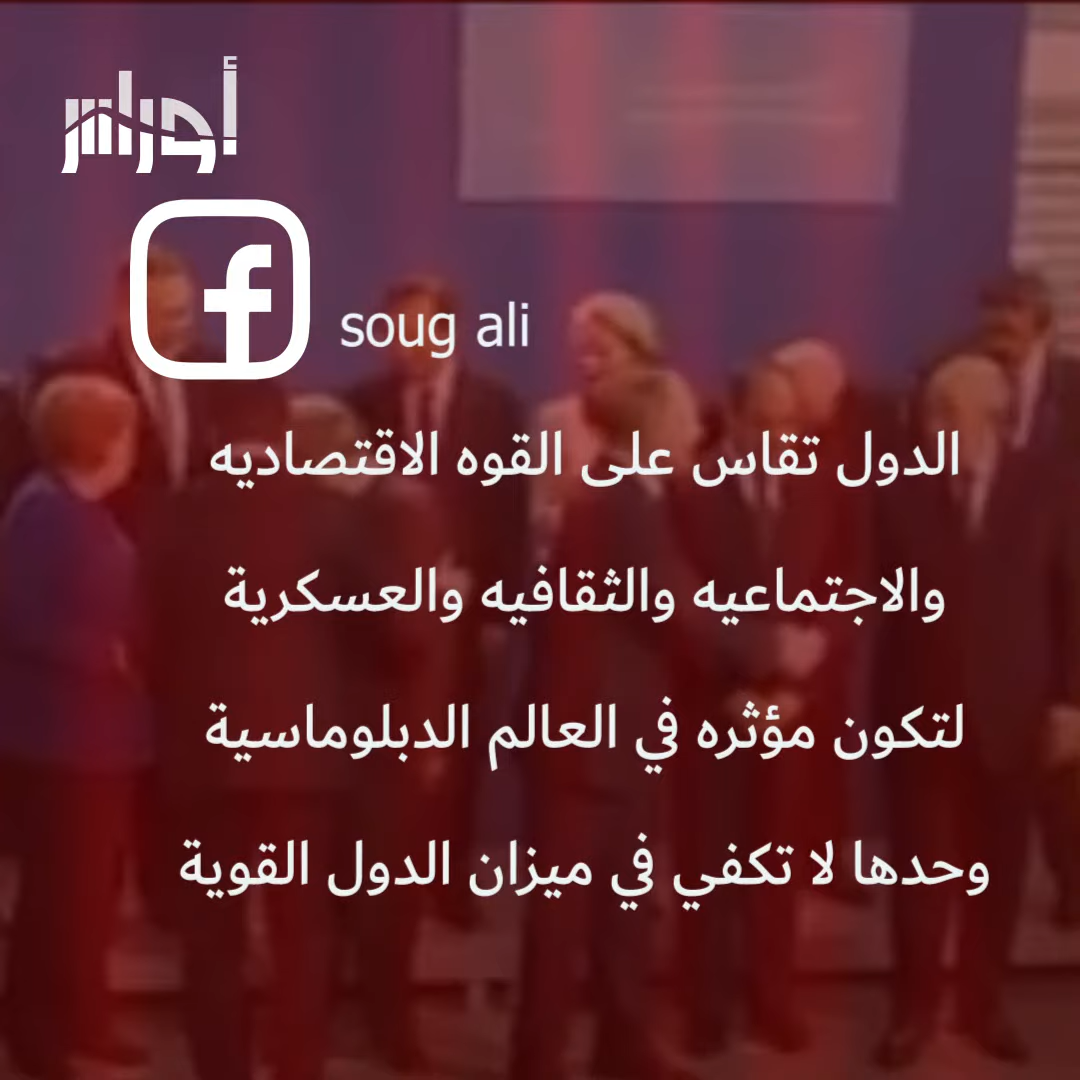 أوراس
soug ali
الدول تقاس على القوه الاقتصاديه
والاجتماعيه والثقافيه والعسكرية
لتكون مؤثره في العالم الدبلوماسية
وحدها لا تكفي في ميزان الدول القوية